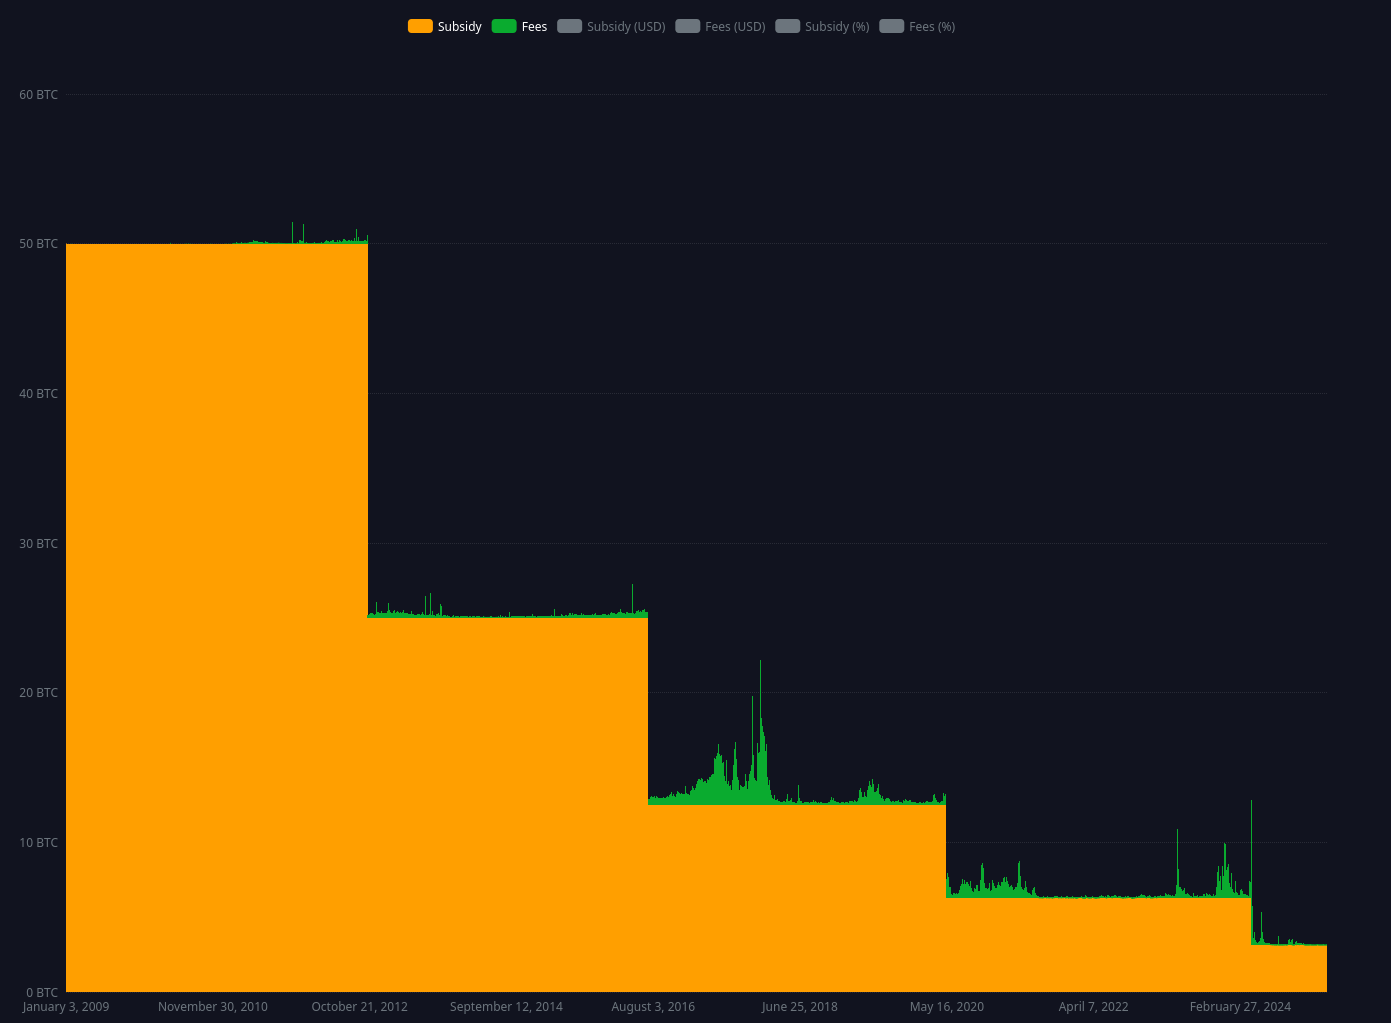 Subsidy Fees Subsidy (USD) Fees (USD) Subsidy (%) Fees (%)
60 BTC
50 BTC
40 BTC
30 BTC
20 BTC
10 BTC
0 BTC
January 3, 2009 November 30, 2010 October 21, 2012 September 12, 2014 August 3, 2016 June 25, 2018 May 16, 2020 April 7, 2022 February 27, 2024